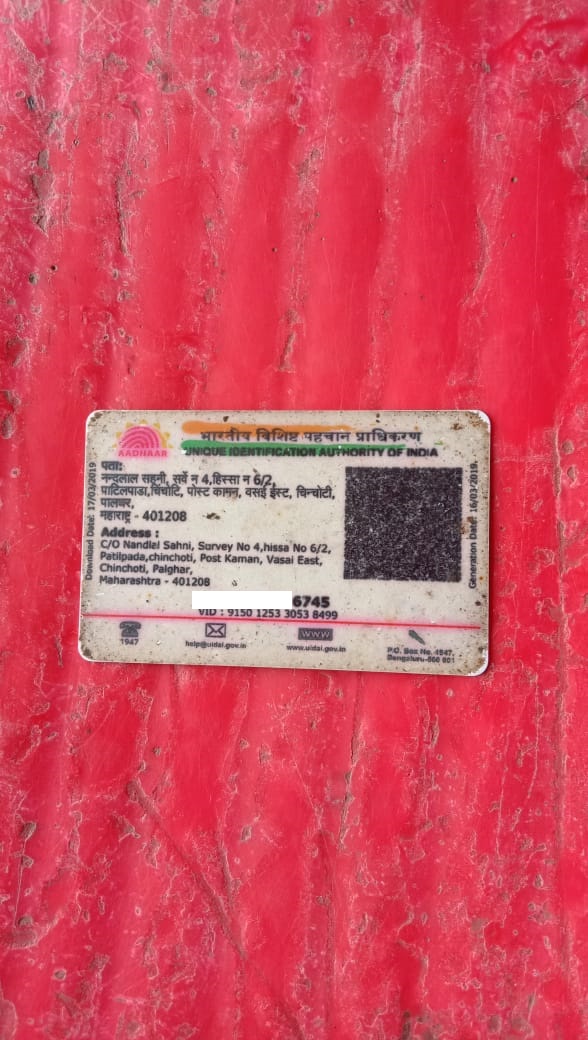 भारतीय विशिष्ट पहचान प्राधिकरण
UNIQUE IDENTIFICATION AUTHORITY OF INDIA
AADHAAR
पता:
नन्दलाल सहनी, सर्वे न 4,हिस्सा न 6/2,
पाटिलपाडा,चिंचोटि, पोस्ट कामन, वसई ईस्ट, चिन्चोटी,
पालघर,
महाराष्ट्र - 401208
Address :
C/O Nandlal Sahni, Survey No 4,hissa No 6/2,
Patilpada,chinchoti, Post Kaman, Vasai East,
Chinchoti, Palghar,
Maharashtra - 401208
Download Date: 17/03/2019
Generation Date: 16/03/2019
6745
VID : 9150 1253 3053 8499
1947
help@uidai.gov.in
www
www.uidai.gov.in
P.O. Box No. 1947,
Bengaluru-560 001